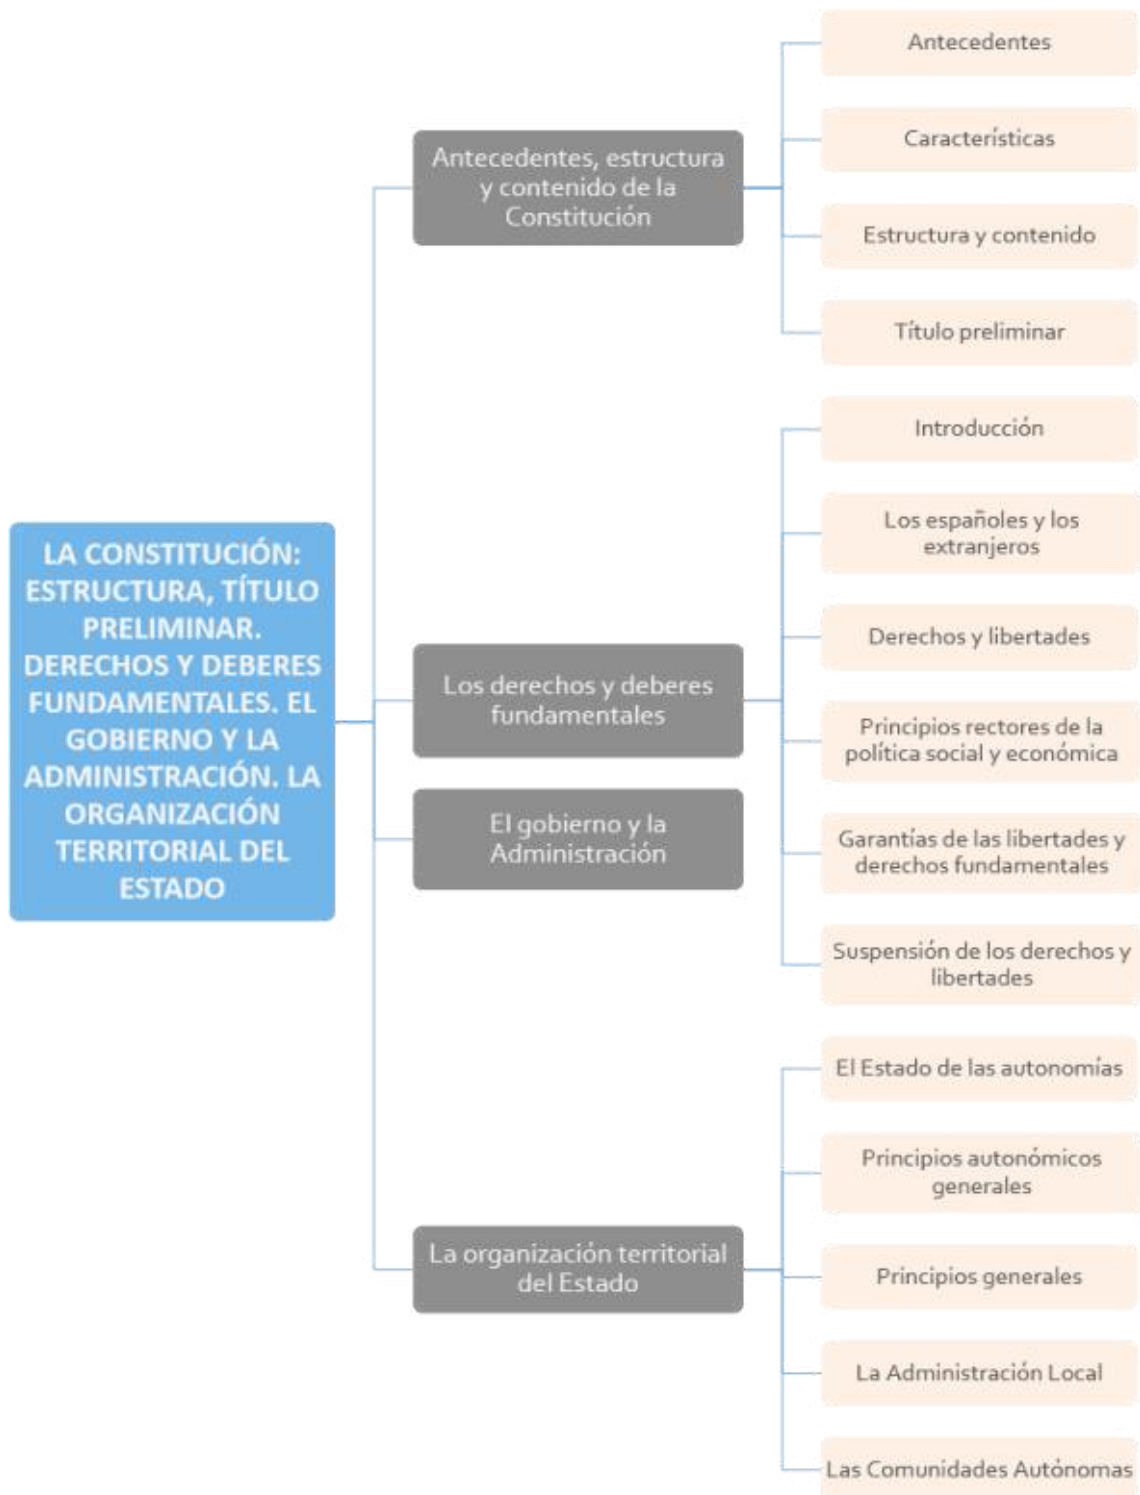 LA CONSTITUCIÓN:
ESTRUCTURA, TÍTULO
PRELIMINAR.
DERECHOS Y DEBERES
FUNDAMENTALES. EL
GOBIERNO Y LA
ADMINISTRACIÓN. LA
ORGANIZACIÓN
TERRITORIAL DEL
ESTADO
Antecedentes, estructura
y contenido de la
Constitución
Antecedentes
Características
Estructura y contenido
Título preliminar
Los derechos y deberes
fundamentales
Introducción
Los españoles y los
extranjeros
Derechos y libertades
Principios rectores de la
política social y económica
Garantías de las libertades y
derechos fundamentales
Suspensión de los derechos y
libertades
El gobierno y la
Administración
La organización territorial
del Estado
El Estado de las autonomías
Principios autonómicos
generales
Principios generales
La Administración Local
Las Comunidades Autónomas